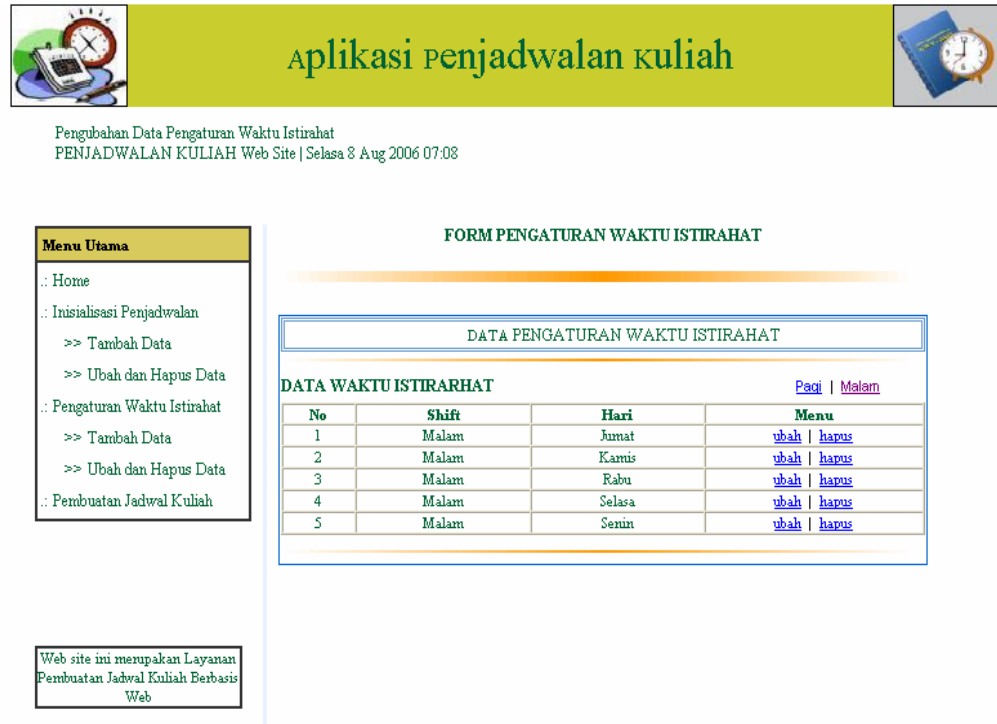 Aplikasi Penjadwalan Kuliah
Pengubahan Data Pengaturan Waktu Istirahat
PENJADWALAN KULIAH Web Site | Selasa 8 Aug 2006 07:08
Menu Utama
.: Home
.: Inisialisasi Penjadwalan
>> Tambah Data
>> Ubah dan Hapus Data
.: Pengaturan Waktu Istirahat
>> Tambah Data
>> Ubah dan Hapus Data
.: Pembuatan Jadwal Kuliah
Web site ini merupakan Layanan
Pembuatan Jadwal Kuliah Berbasis
Web
FORM PENGATURAN WAKTU ISTIRAHAT
DATA PENGATURAN WAKTU ISTIRAHAT
DATA WAKTU ISTIRARHAT Pagi | Malam
No Shift Hari Menu
1 Malam Jumat ubah | hapus
2 Malam Kamis ubah | hapus
3 Malam Rabu ubah | hapus
4 Malam Selasa ubah | hapus
5 Malam Senin ubah | hapus